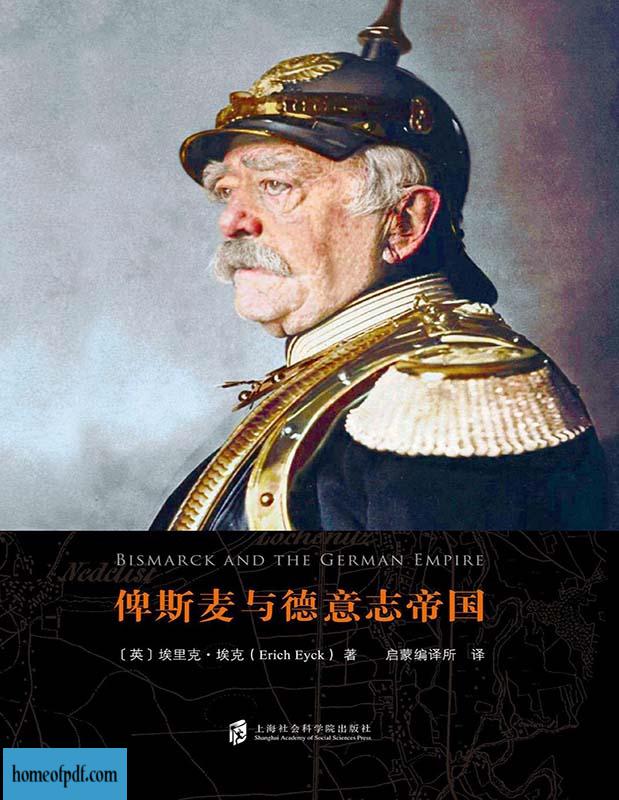 Lochenitz
Nedelist
BISMARCK AND THE GERMAN EMPIRE
俾斯麦与德意志帝国
〔英〕埃里克·埃克（Erich Eyck）著 启蒙编译所 译
上海社会科学院出版社
Shanghai Academy of Social Sciences Press
homeofpdf.com